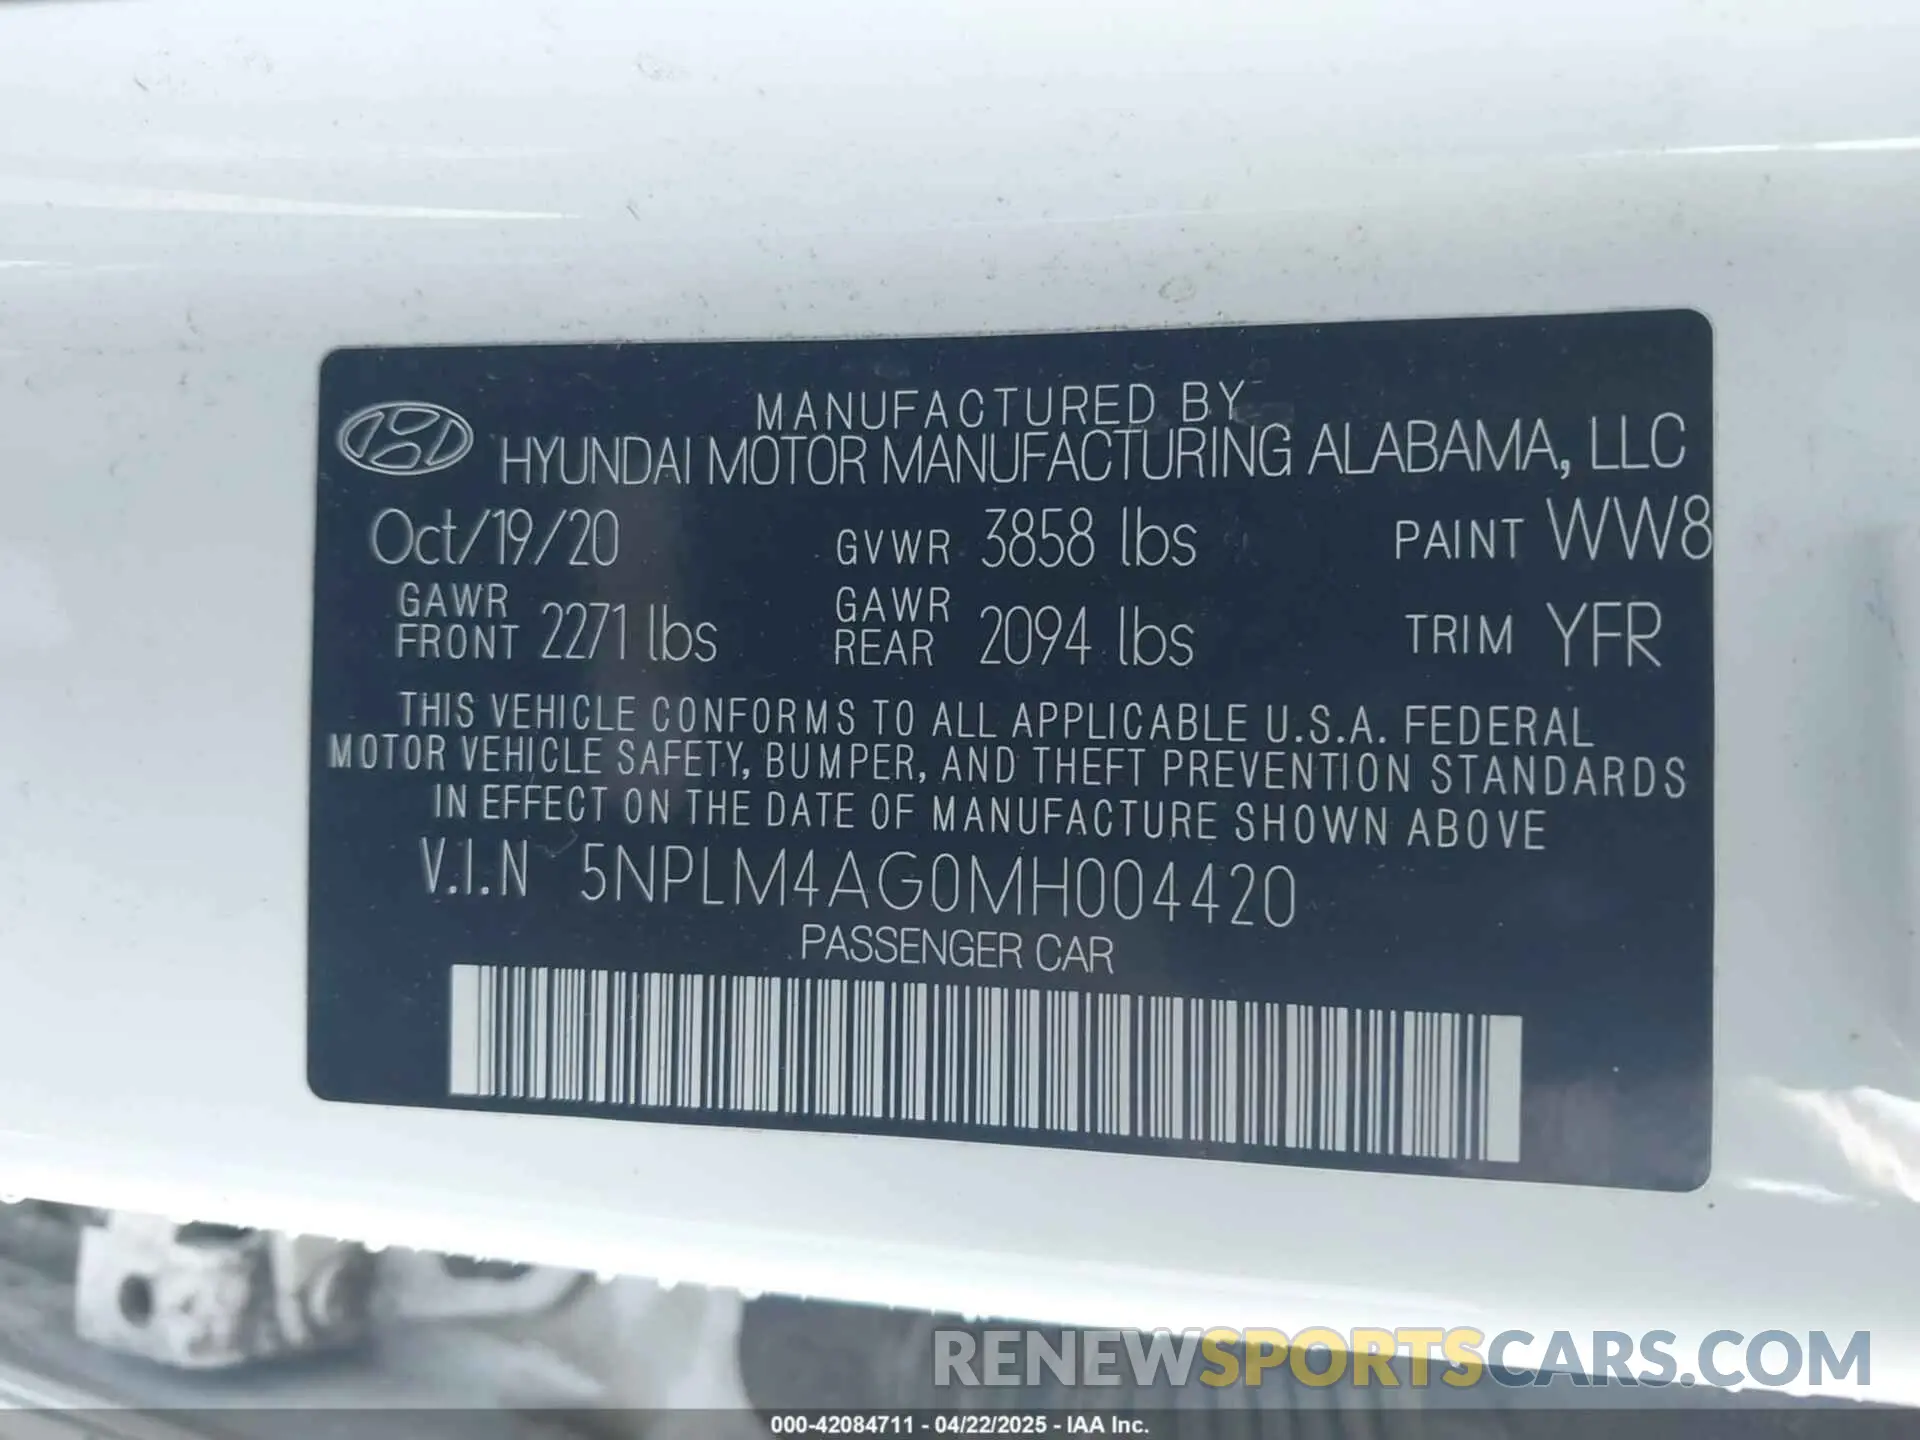 MANUFACTURED BY
HYUNDAI MOTOR MANUFACTURING ALABAMA, LLC
Oct/19/20 GVWR 3858 lbs PAINT WW8
GAWR FRONT 2271 lbs GAWR REAR 2094 lbs TRIM YFR
THIS VEHICLE CONFORMS TO ALL APPLICABLE U.S.A. FEDERAL
MOTOR VEHICLE SAFETY, BUMPER, AND THEFT PREVENTION STANDARDS
IN EFFECT ON THE DATE OF MANUFACTURE SHOWN ABOVE
V.I.N 5NPLM4AG0MH004420
PASSENGER CAR
RENEWSPORTSCARS.COM
000-42084711 - 04/22/2025 - IAA Inc.